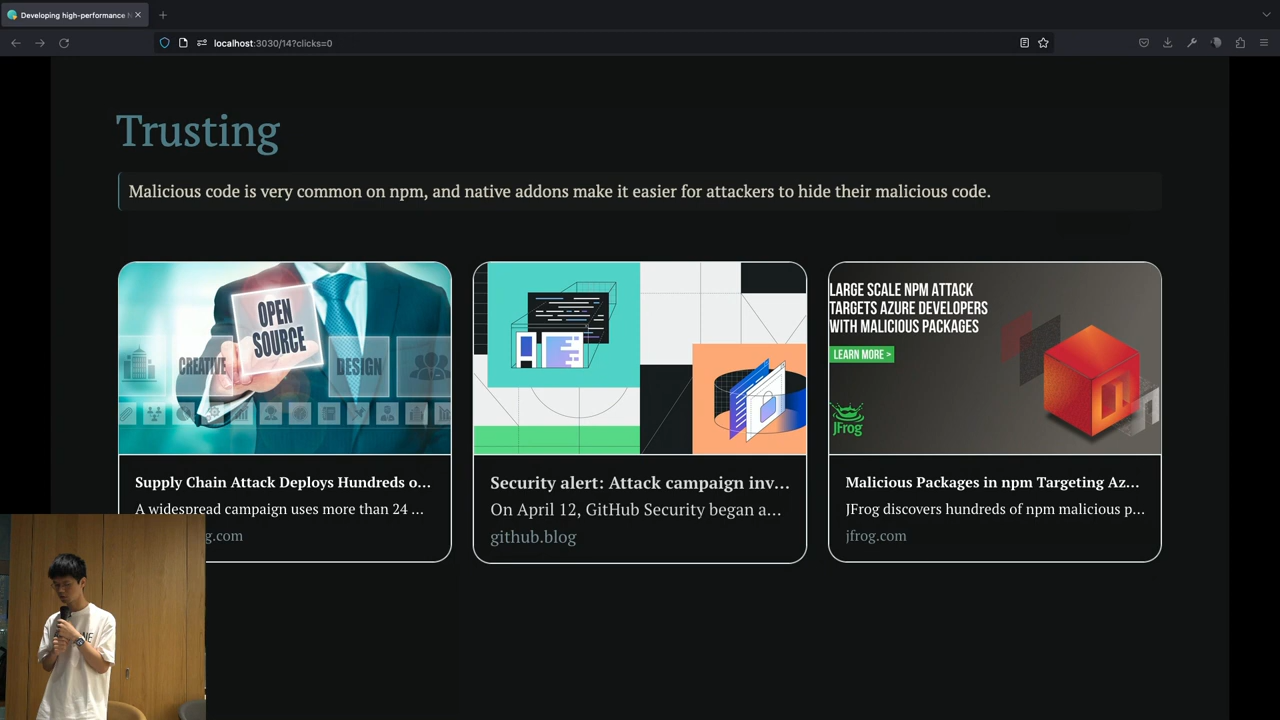 Developing high-performance
localhost:3030/14?clicks=0
Trusting
Malicious code is very common on npm, and native addons make it easier for attackers to hide their malicious code.
OPEN
SOURCE
CREATIVE
DESIGN
Supply Chain Attack Deploys Hundreds o...
A widespread campaign uses more than 24 ...
g.com
Security alert: Attack campaign inv...
On April 12, GitHub Security began a...
github.blog
LARGE SCALE NPM ATTACK
TARGETS AZURE DEVELOPERS
WITH MALICIOUS PACKAGES
LEARN MORE >
JFrog
Malicious Packages in npm Targeting Az...
JFrog discovers hundreds of npm malicious p...
jfrog.com